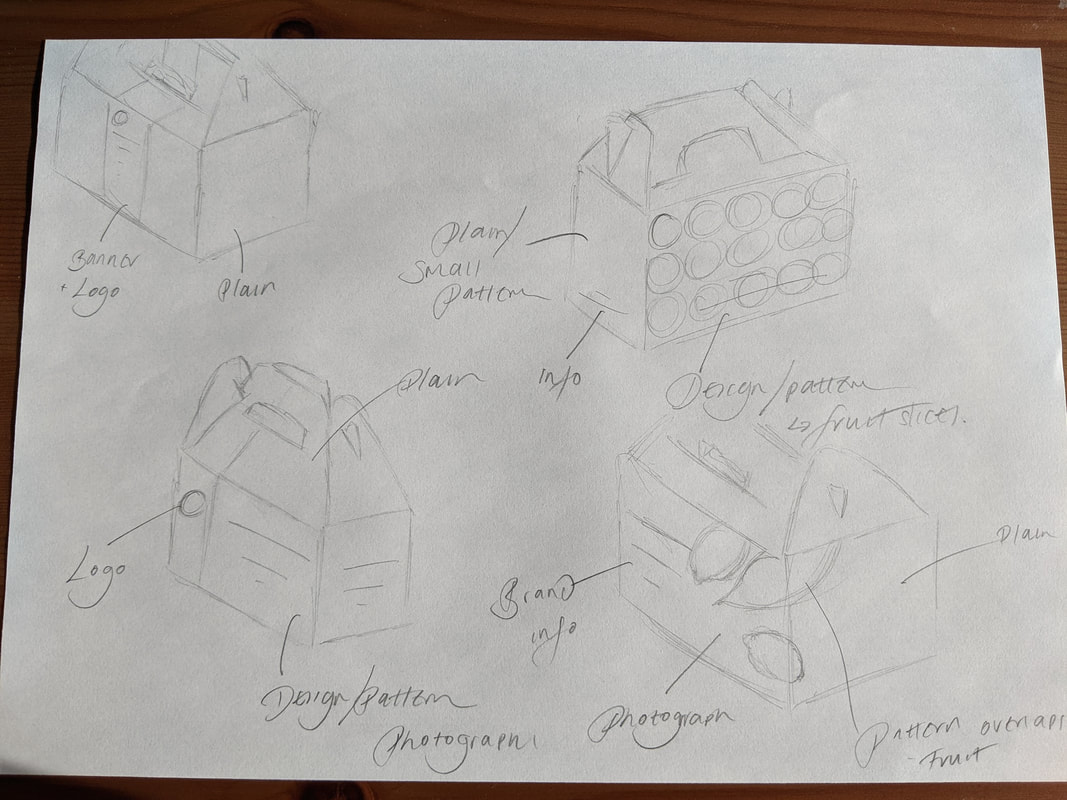 Banner
+ Logo
Plain
Plain/
Small
pattern
info
Design/pattern
↳ fruit slices.
Plain
Logo
Design/pattern
photograph
Brand
info
photograph
Plain
Pattern overlaps
- Fruit